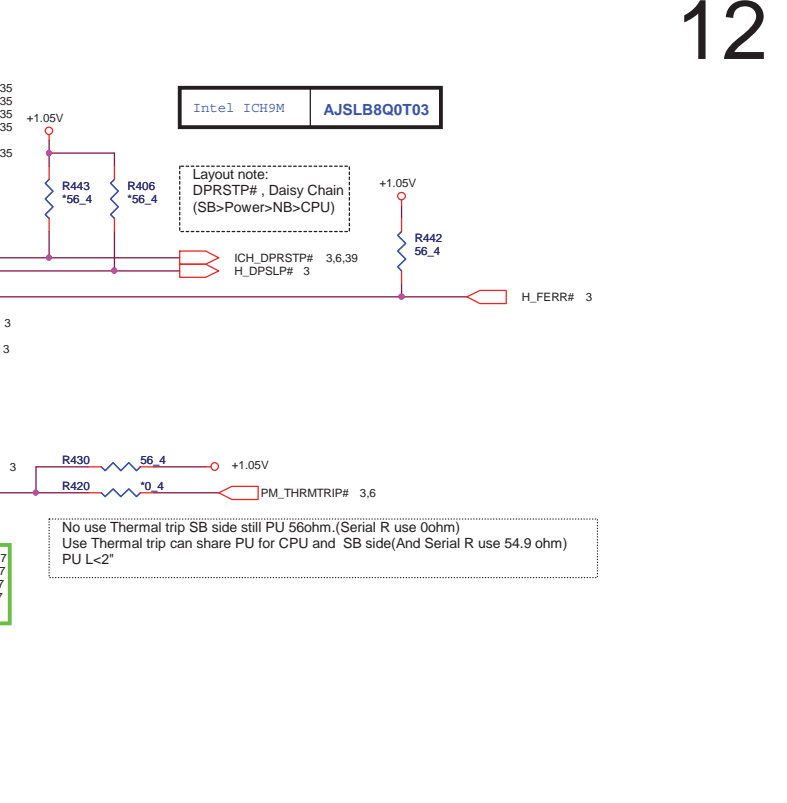 12
35
35
35
35
35
+1.05V
Intel ICH9M
AJSLB8Q0T03
R443
*56_4
R406
*56_4
Layout note:
DPRSTP# , Daisy Chain
(SB>Power>NB>CPU)
+1.05V
R442
56_4
ICH_DPRSTP# 3,6,39
H_DPSLP# 3
H_FERR# 3
3
3
3
R430
56_4
+1.05V
R420
*0_4
PM_THRMTRIP# 3,6
No use Thermal trip SB side still PU 56ohm.(Serial R use 0ohm)
Use Thermal trip can share PU for CPU and SB side(And Serial R use 54.9 ohm)
PU L<2"
7
7
7
7